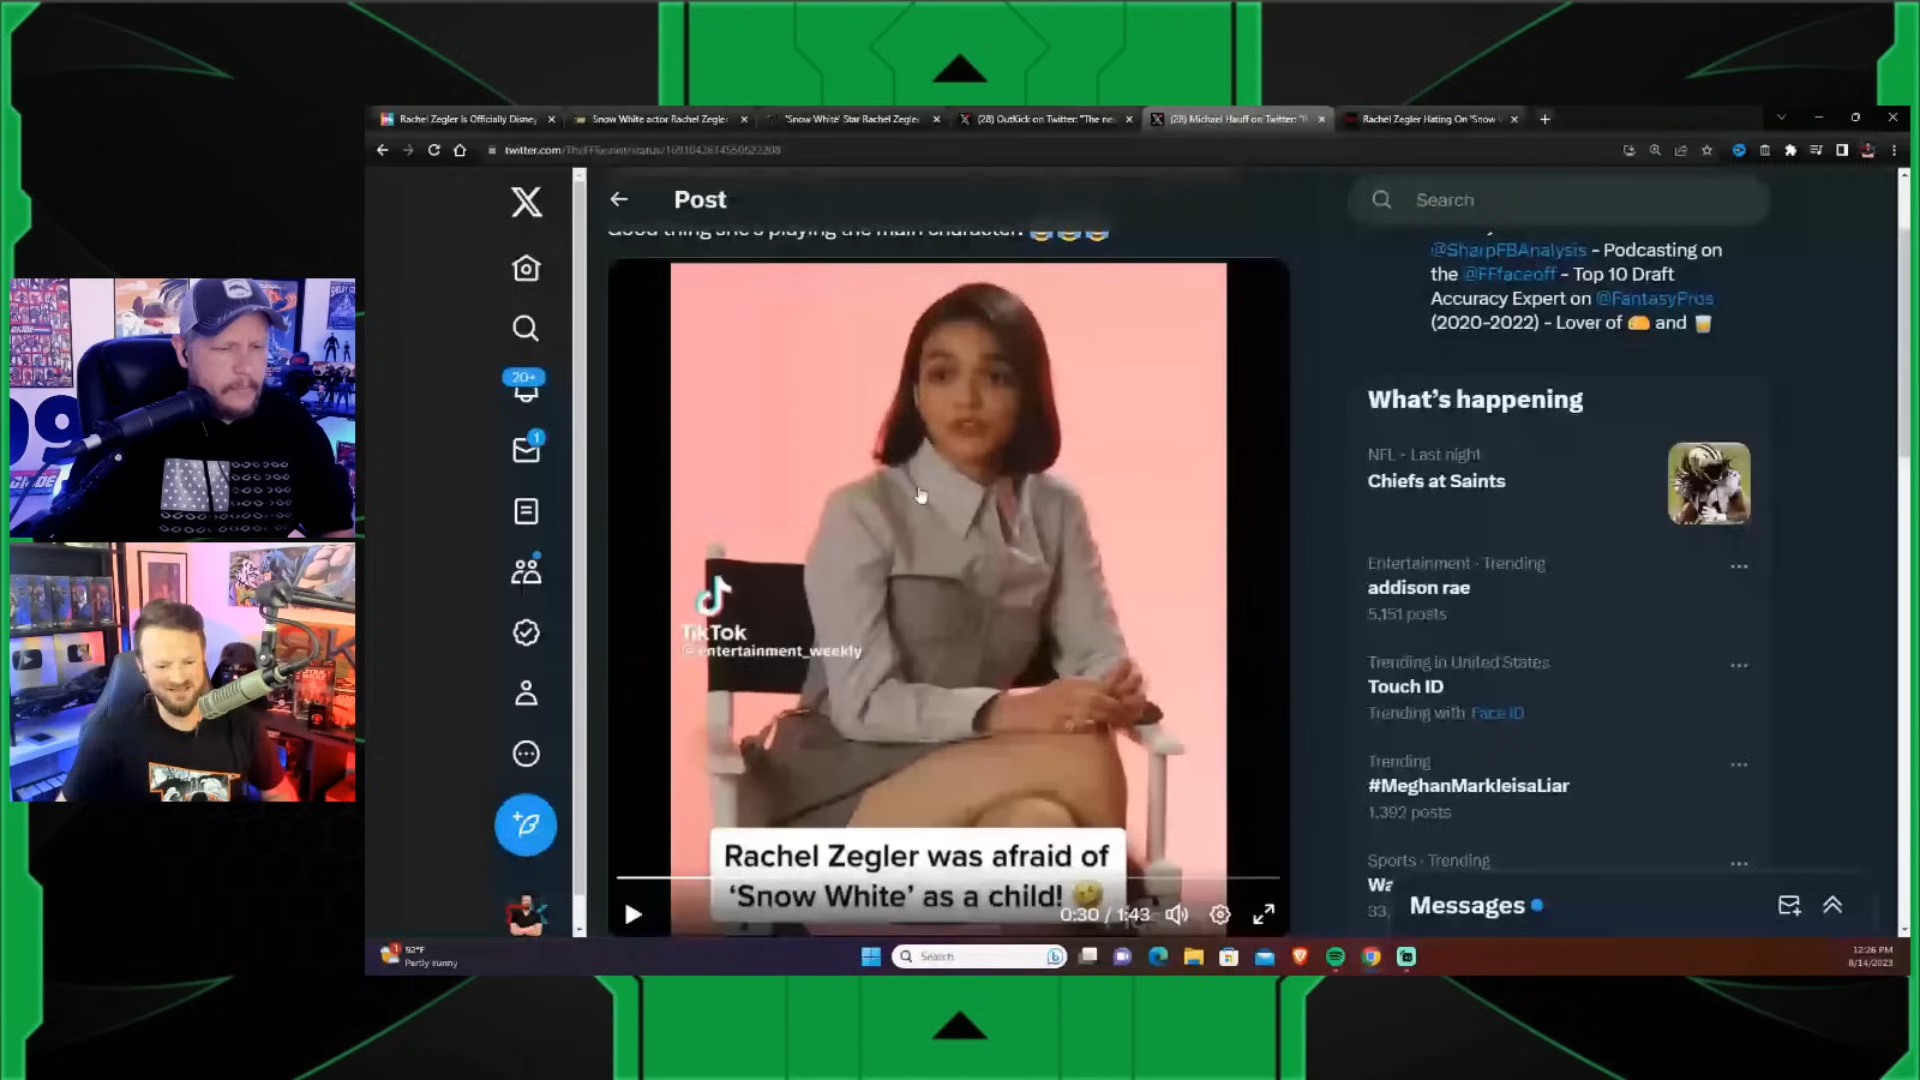 Rachel Zegler Is Officially Disney
Snow White actor Rachel Zegler
'Snow White' Star Rachel Zegler
(28) OutKick on Twitter: "The ne
(28) Michael Hauff on Twitter: "
Rachel Zegler Hating On 'Snow
Post
Search
Good thing she's playing the main character.
@SharpFBAnalysis - Podcasting on
the @FFfaceoff - Top 10 Draft
Accuracy Expert on @FantasyPros
(2020-2022) - Lover of and
20+
1
What's happening
NFL · Last night
Chiefs at Saints
Entertainment · Trending
addison rae
5,151 posts
Trending in United States
Touch ID
Trending with Face ID
Trending
#MeghanMarkleisaLiar
1,392 posts
Sports · Trending
Wa
33,
Messages
TikTok
@entertainment_weekly
Rachel Zegler was afraid of
'Snow White' as a child!
0:30 / 1:43
92°F
Partly sunny
Search
12:26 PM
8/14/2023